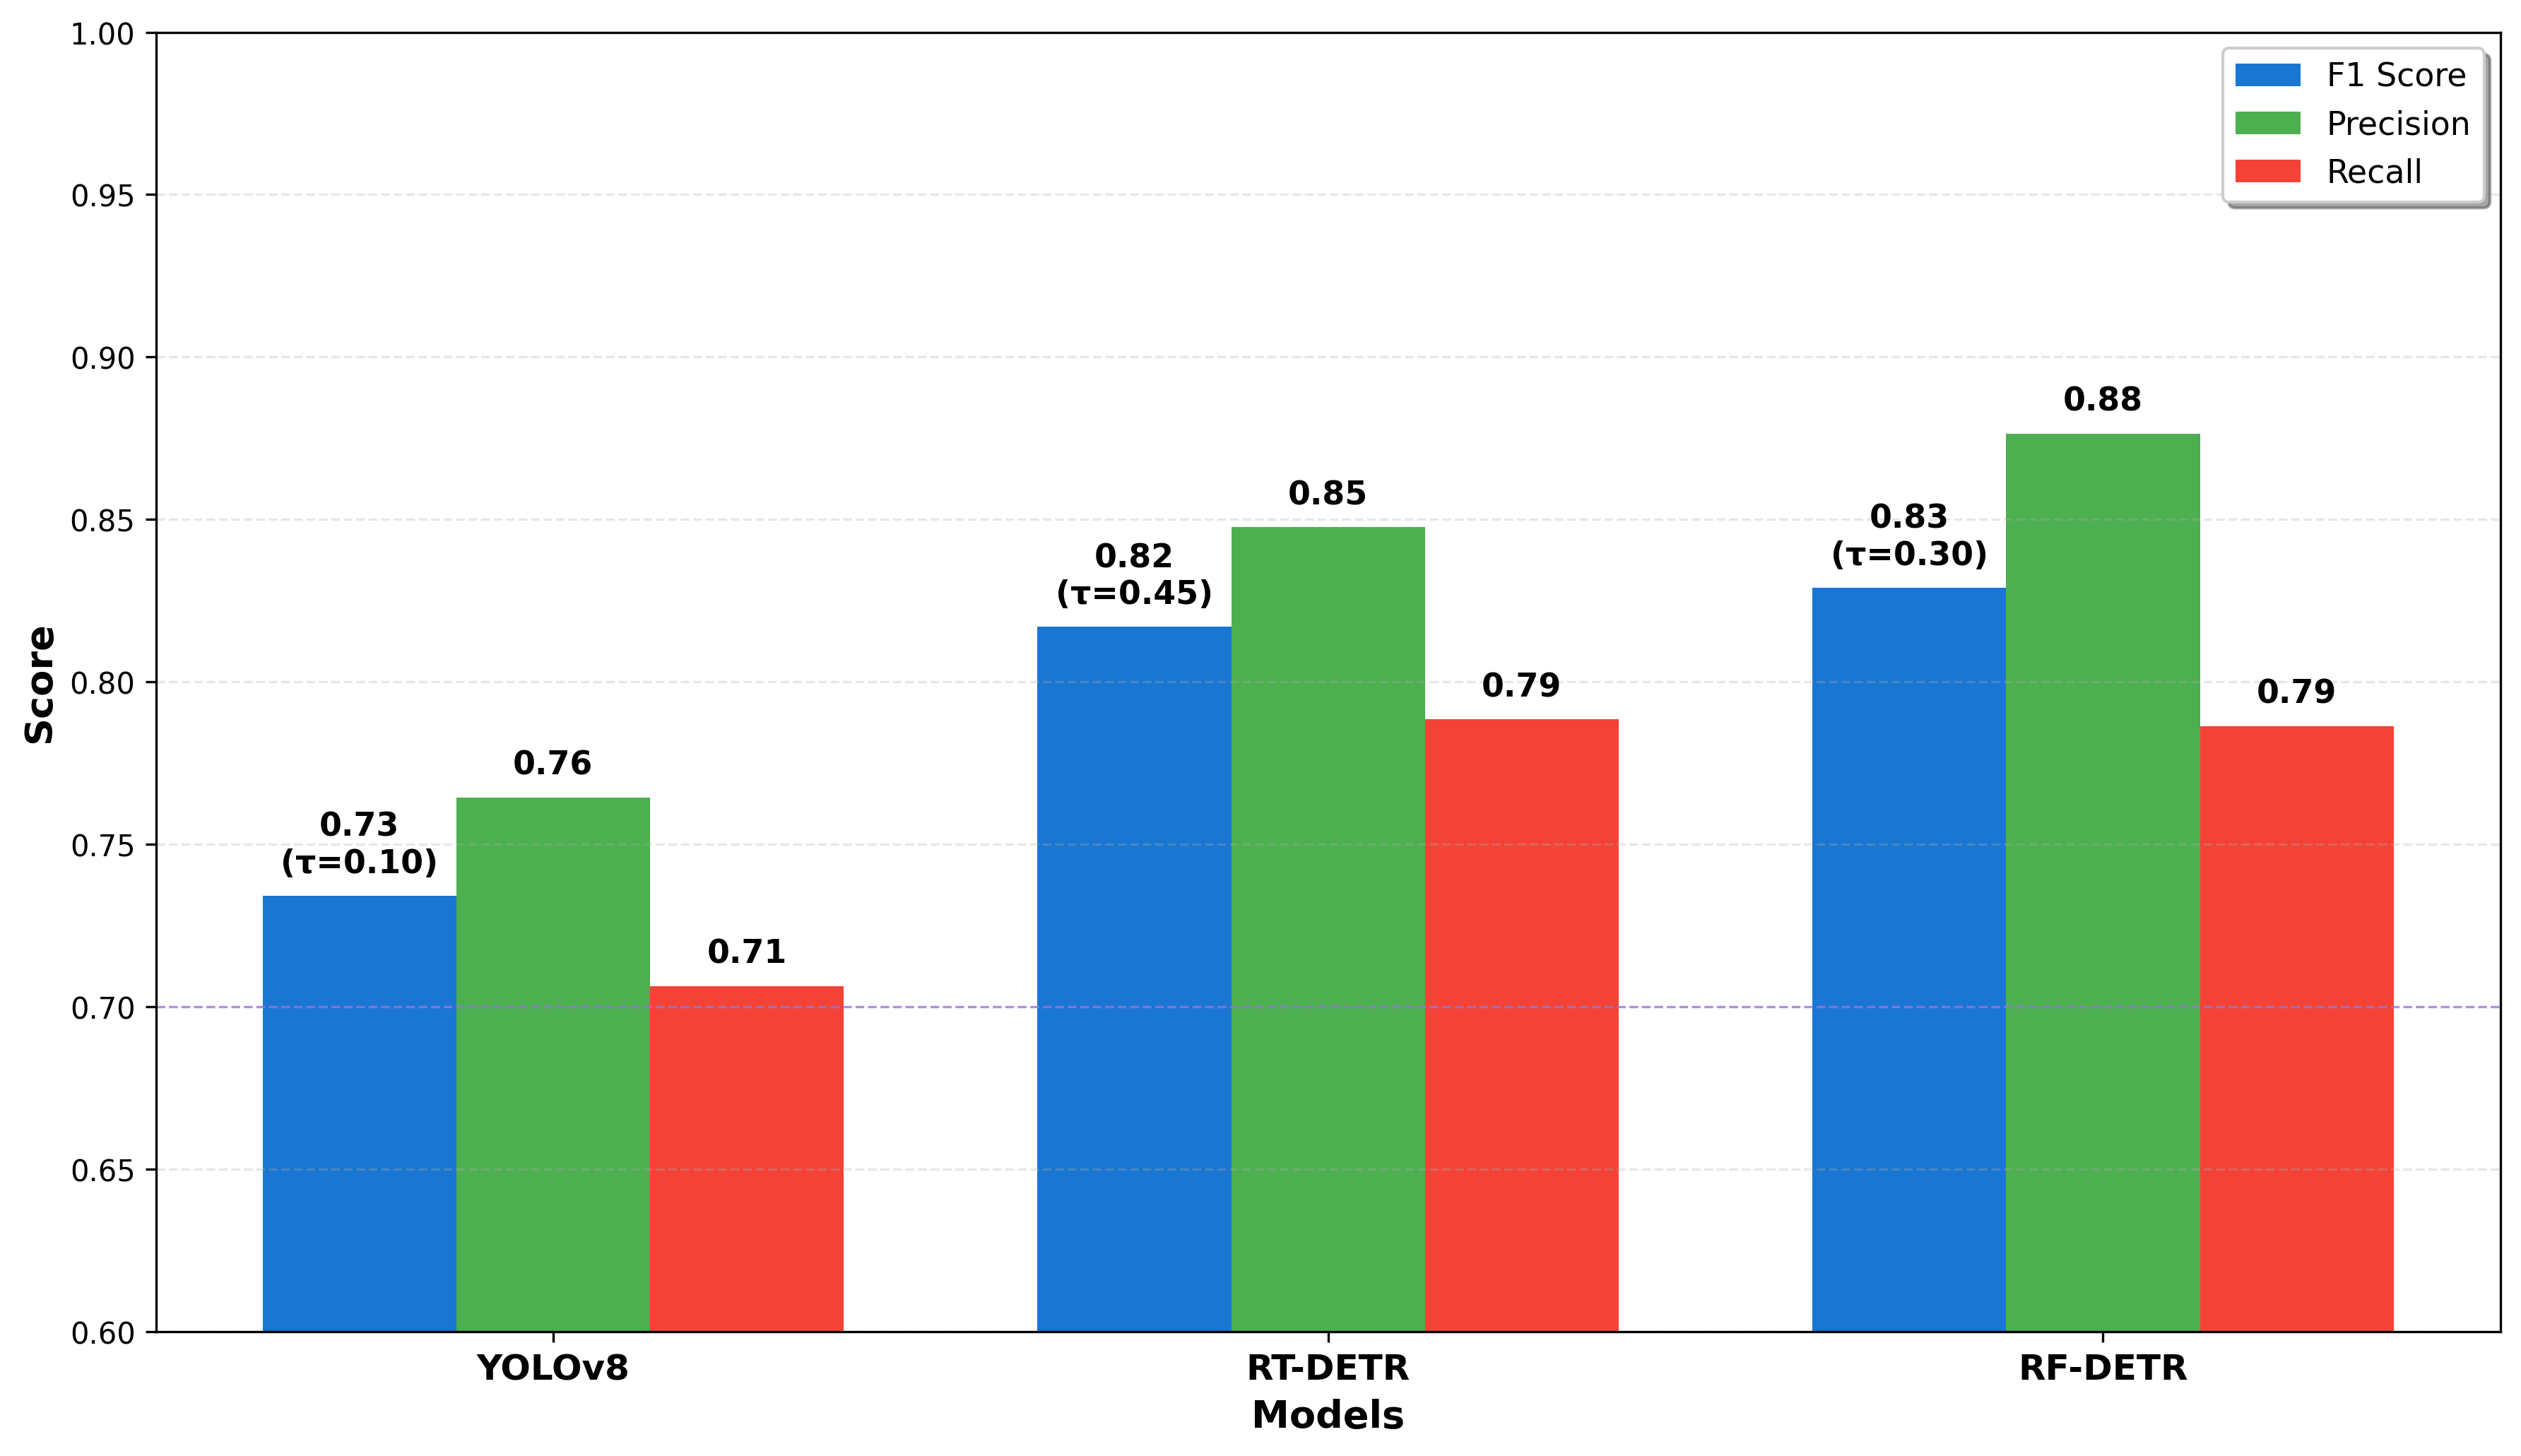 1.00
0.95
0.90
0.85
0.80
0.75
0.70
0.65
0.60
Score
F1 Score
Precision
Recall
0.73
(τ=0.10)
0.76
0.71
0.82
(τ=0.45)
0.85
0.79
0.83
(τ=0.30)
0.88
0.79
YOLOv8
RT-DETR
RF-DETR
Models